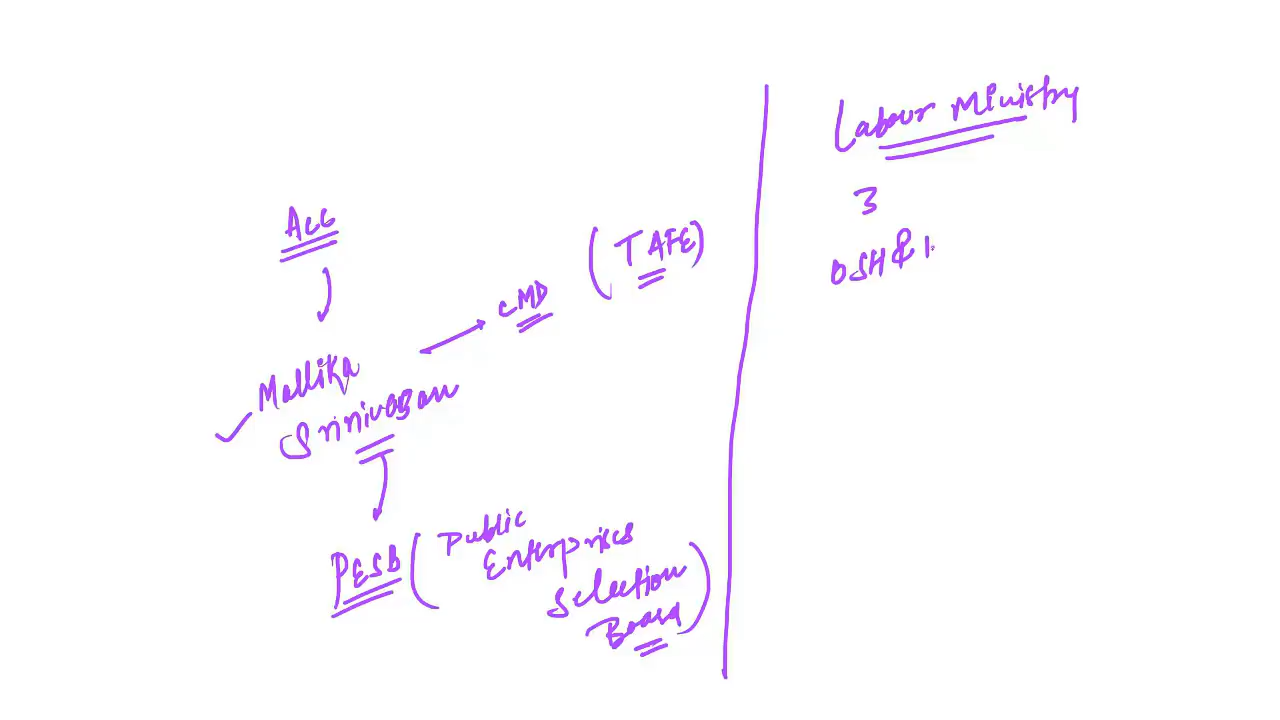 ACC
Mallika
Srinivasan
CMD
(TAFE)
PESB (Public
Enterprises
Selection
Board)
Labour Ministry
3
OSH &